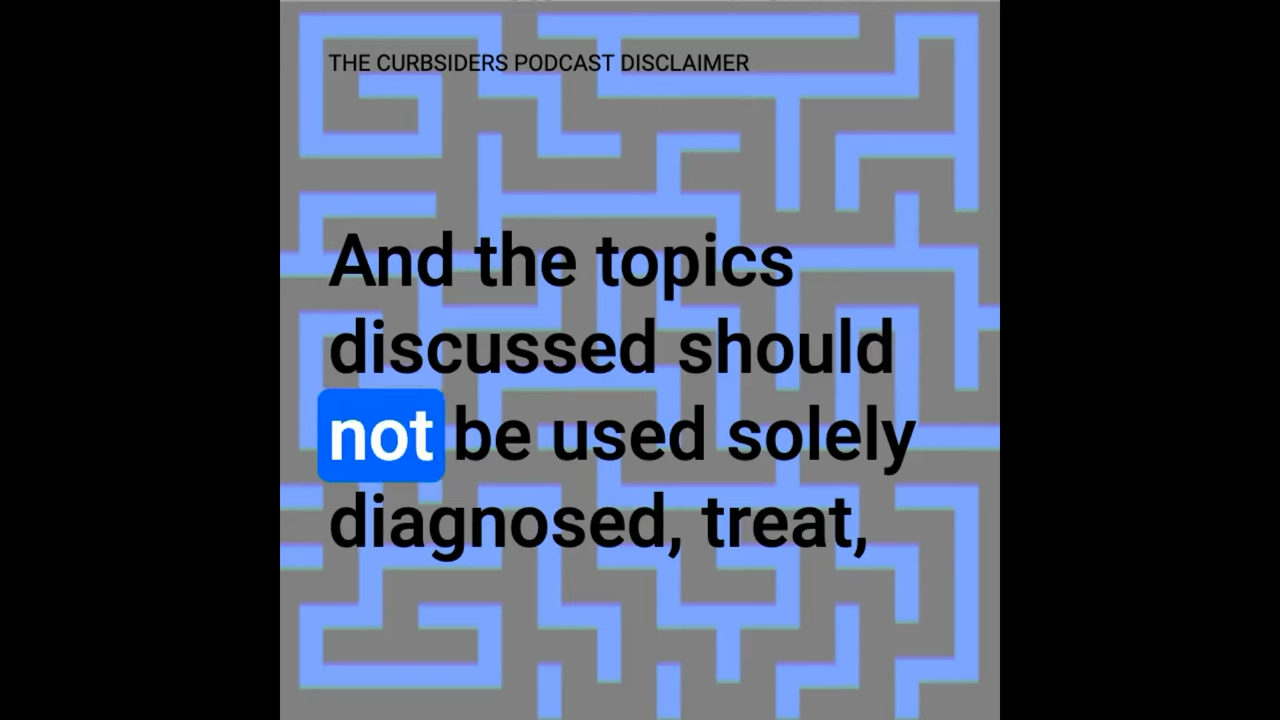 THE CURBSIDERS PODCAST DISCLAIMER
And the topics
discussed should
not be used solely
diagnosed, treat,